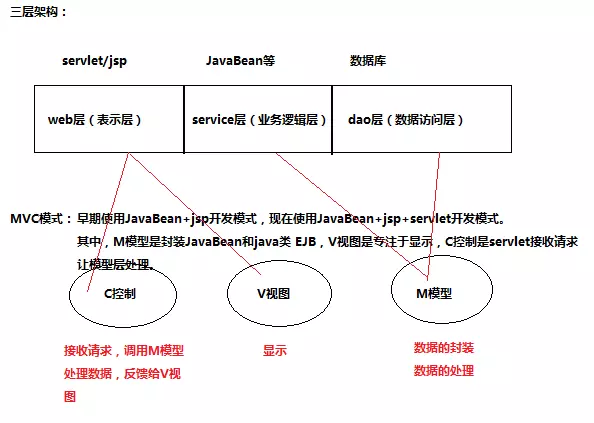 三层架构：
servlet/jsp JavaBean等 数据库
web层（表示层） service层（业务逻辑层） dao层（数据访问层）
MVC模式：早期使用JavaBean+jsp开发模式，现在使用JavaBean+jsp+servlet开发模式。
其中，M模型是封装JavaBean和java类 EJB，V视图是专注于显示，C控制是servlet接收请求
让模型层处理。
C控制 V视图 M模型
接收请求，调用M模型
处理数据，反馈给V视
图
显示
数据的封装
数据的处理